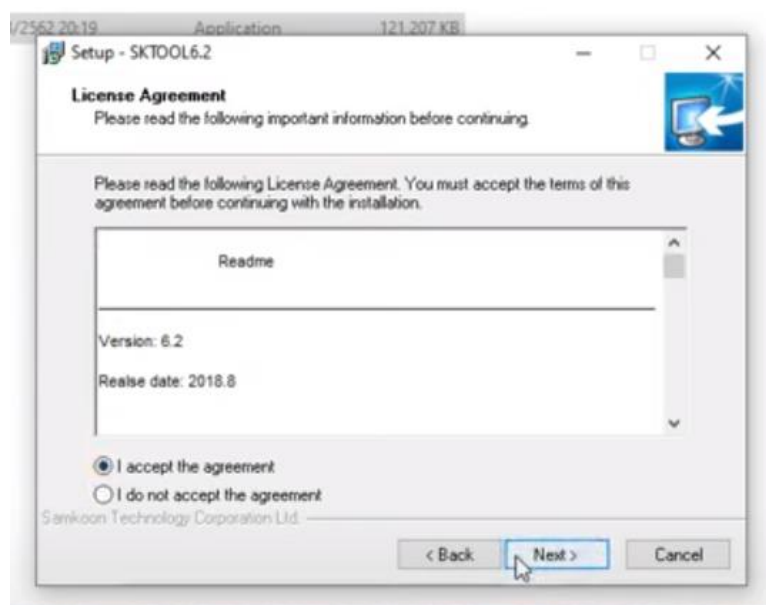 /2562 20:19 Application 121,207 KB
Setup - SKTOOL6.2
License Agreement
Please read the following important information before continuing.
Please read the following License Agreement. You must accept the terms of this
agreement before continuing with the installation.
Readme
Version: 6.2
Realse date: 2018.8
I accept the agreement
I do not accept the agreement
Samkoon Technology Corporation Ltd.
< Back
Next >
Cancel